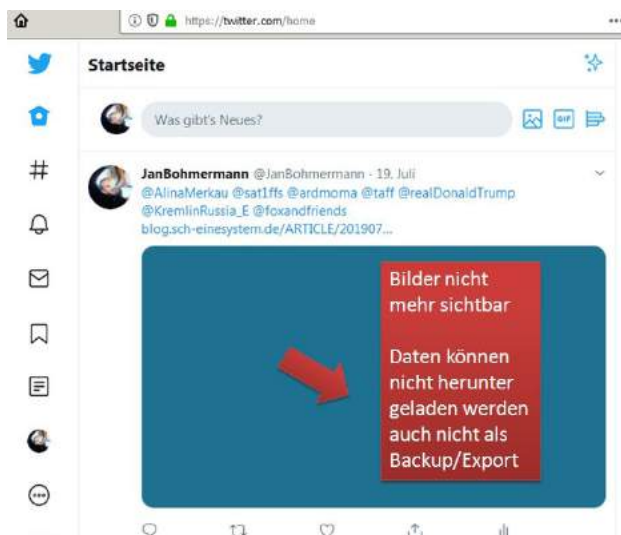 https://twitter.com/home
Startseite
Was gibt's Neues?
GIF
JanBohmermann @JanBohmermann · 19. Juli
@AlinaMerkau @sat1ffs @ardmoma @taff @realDonaldTrump
@KremlinRussia_E @foxandfriends
blog.sch-einesystem.de/ARTICLE/201907...
Bilder nicht
mehr sichtbar
Daten können
nicht herunter
geladen werden
auch nicht als
Backup/Export